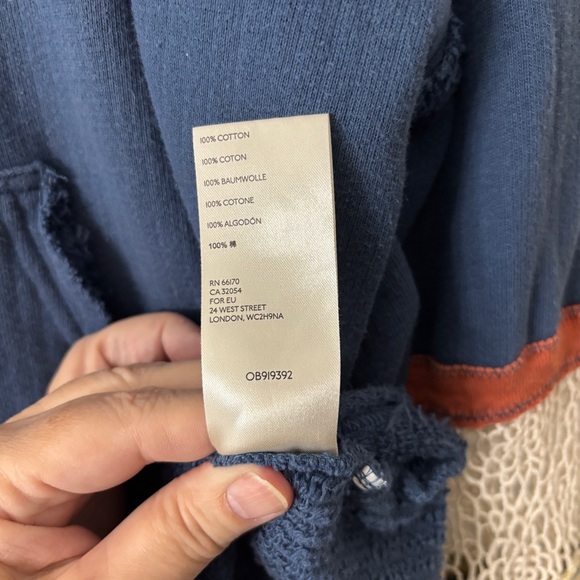 100% COTTON
100% COTON
100% BAUMWOLLE
100% COTONE
100% ALGODÓN
100% 棉
RN 66170
CA 32054
FOR EU
24 WEST STREET
LONDON, WC2H9NA
OB919392